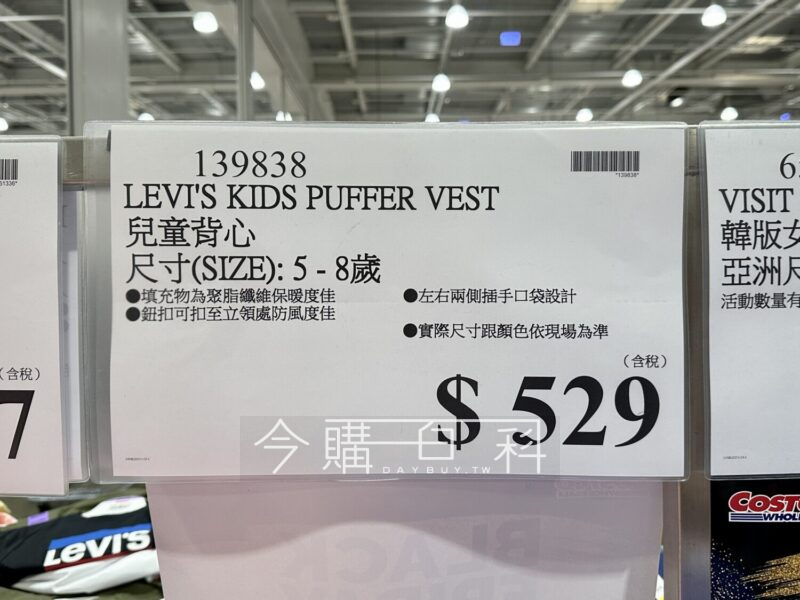 139838
*139838*
LEVI'S KIDS PUFFER VEST
兒童背心
尺寸(SIZE): 5 - 8歲
●填充物為聚脂纖維保暖度佳
●鈕扣可扣至立領處防風度佳
●左右兩側插手口袋設計
●實際尺寸跟顏色依現場為準
(含稅)
$ 529
今購百科
DAYBUY.TW
(含稅)
7
VISIT
韓版女
亞洲尺
活動數量有
LEVI'S
COSTC
WHOL